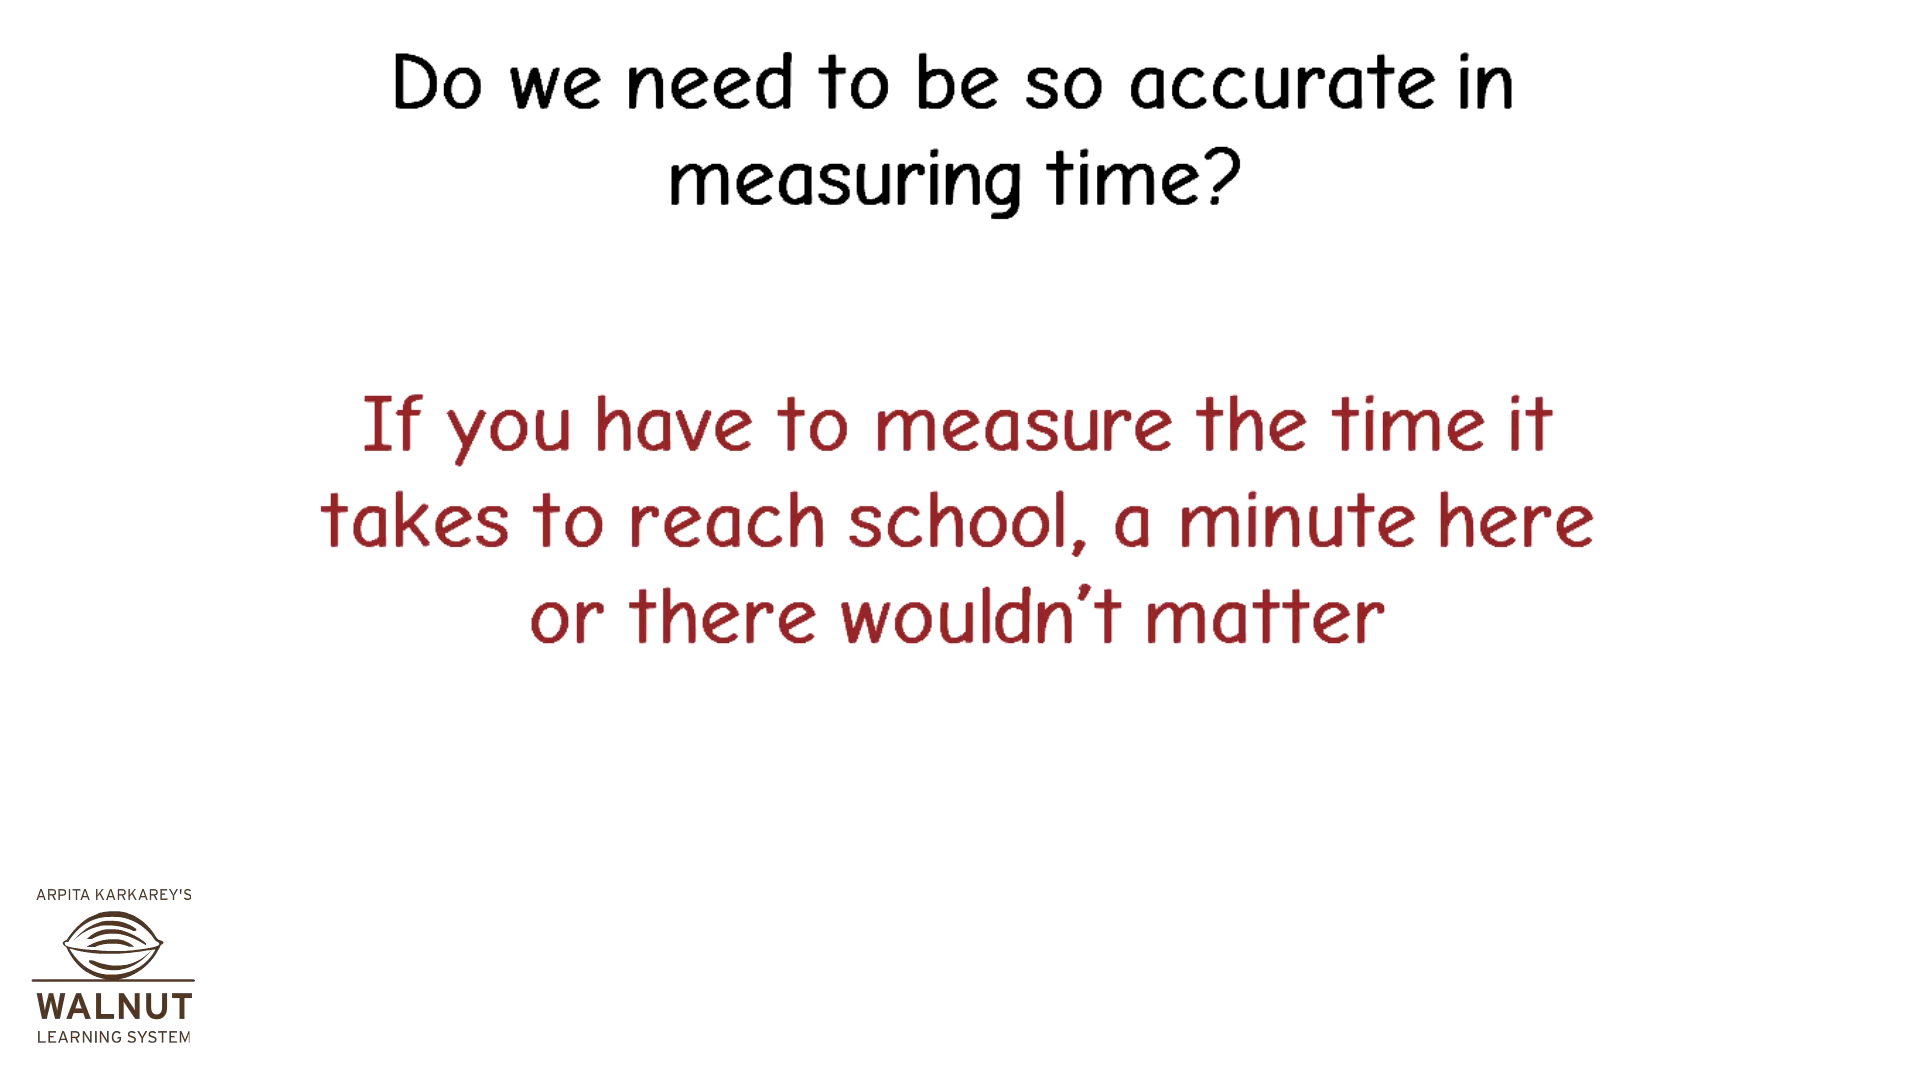 Do we need to be so accurate in
measuring time?
If you have to measure the time it
takes to reach school, a minute here
or there wouldn't matter
ARPITA KARKAREY'S
WALNUT
LEARNING SYSTEM